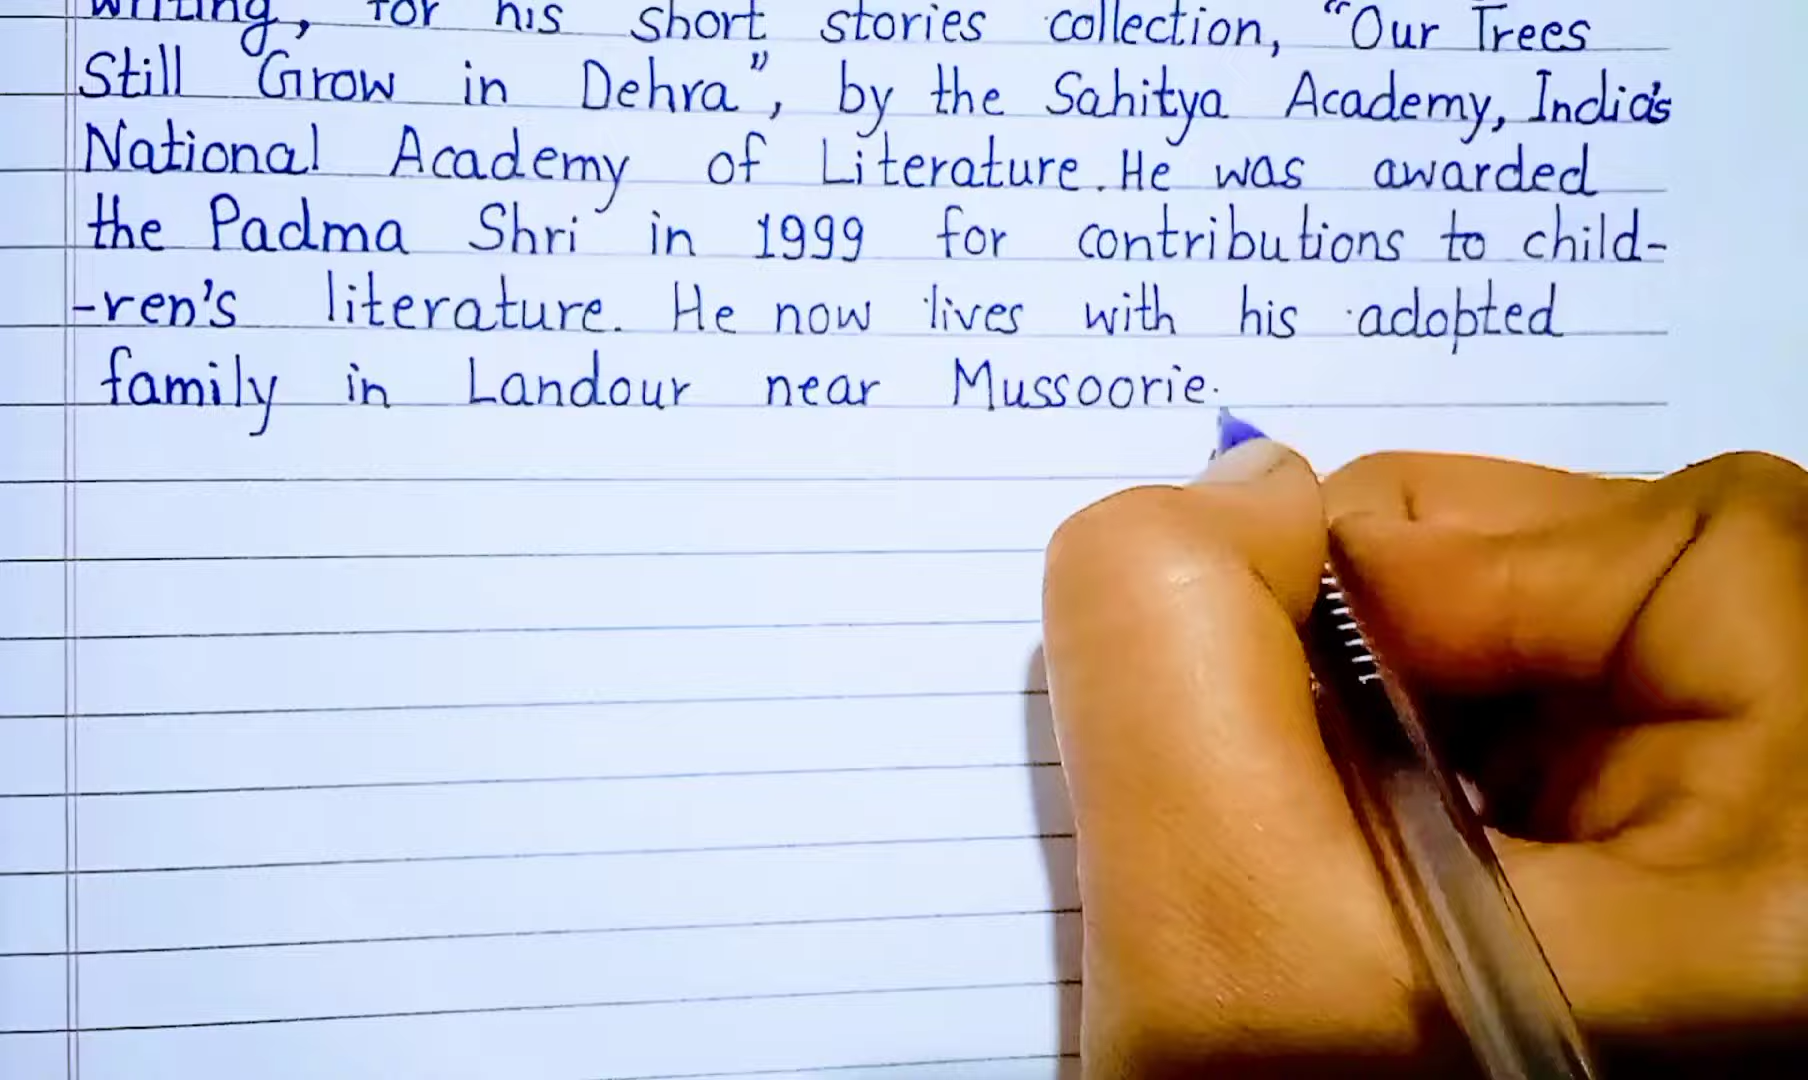 writing, for his short stories collection, "Our Trees
Still Grow in Dehra", by the Sahitya Academy, India's
National Academy of Literature. He was awarded
the Padma Shri in 1999 for contributions to child-
-ren's literature. He now lives with his adopted
family in Landour near Mussoorie.